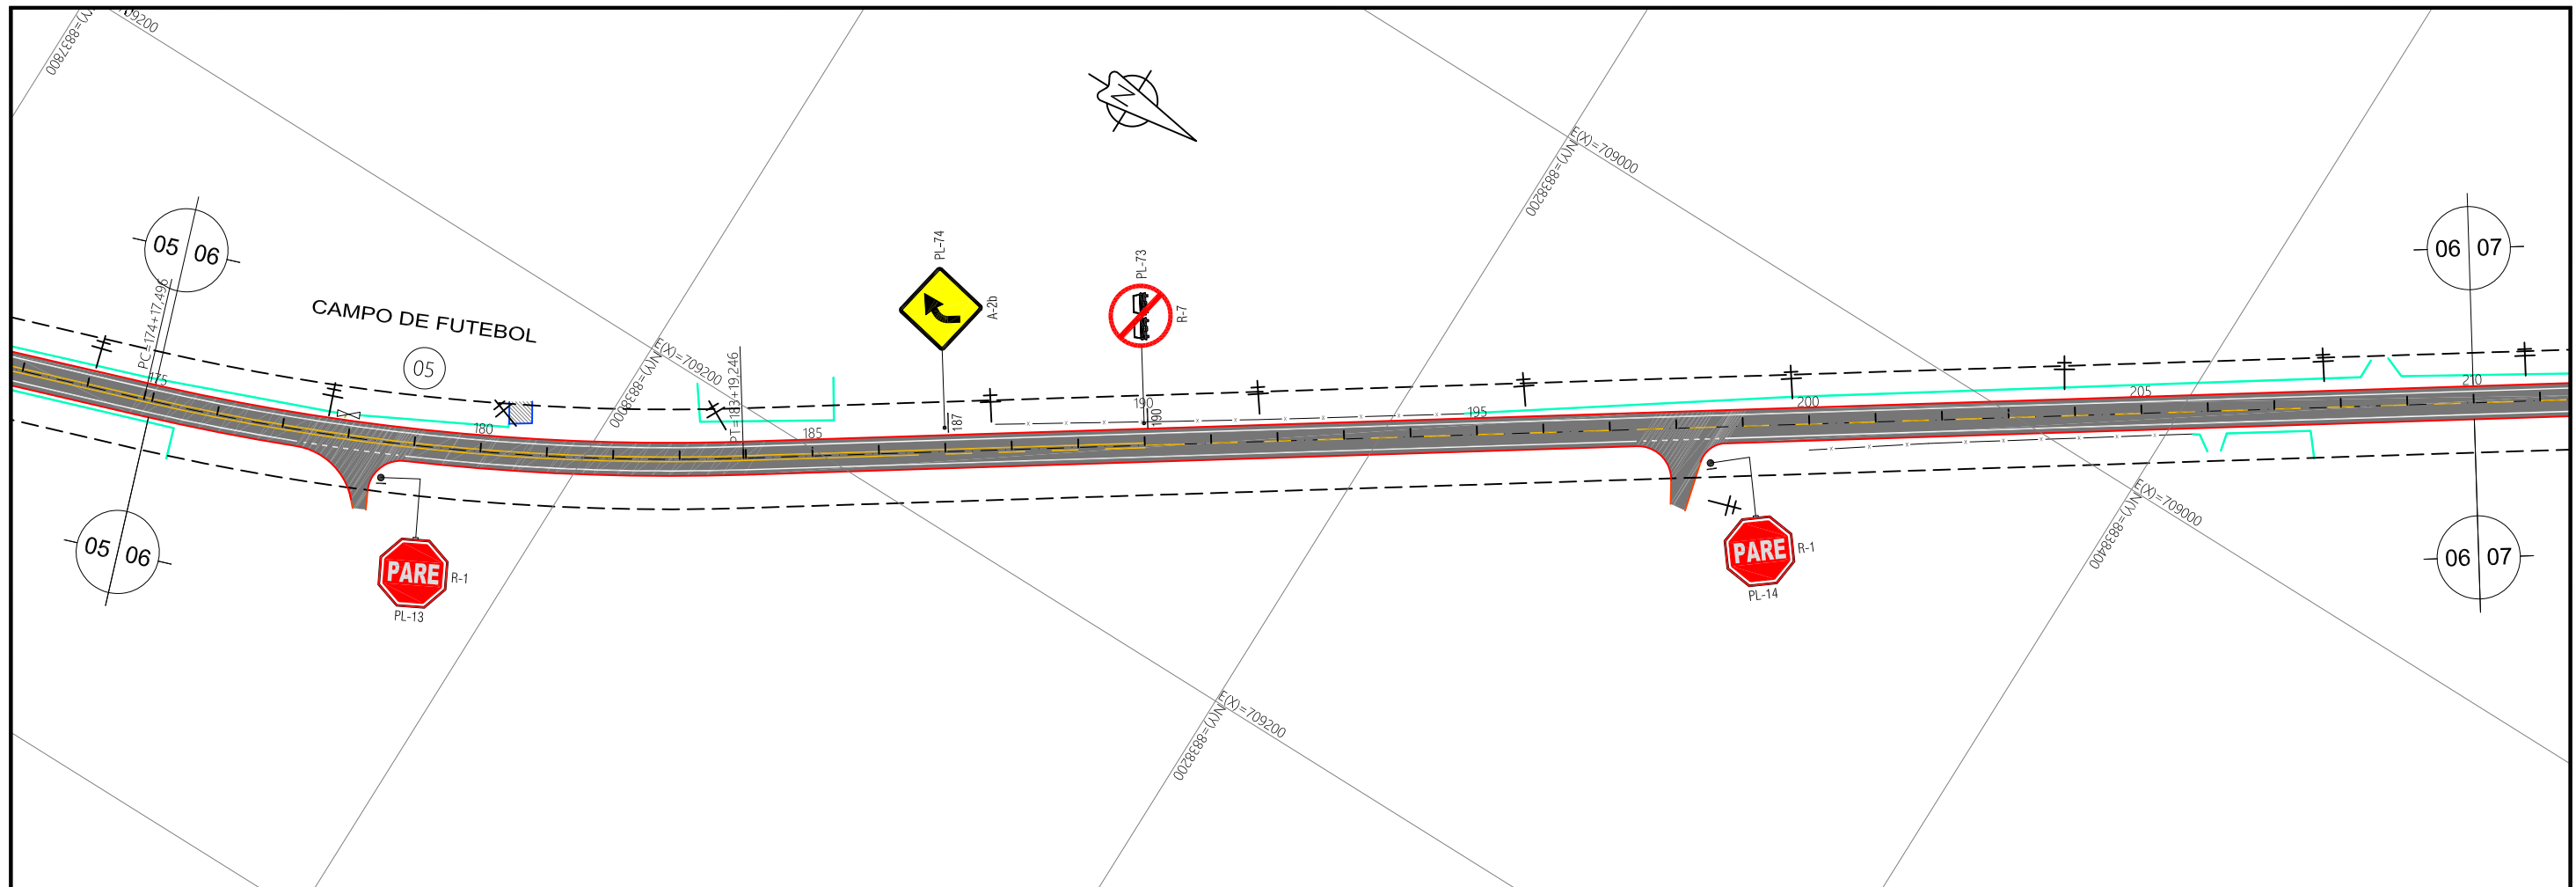 709200
N(Y)=8837800
E(X)=709000
N(Y)=8838200
05 06
06 07
PL-74
A-2b
PL-73
R-7
PC=174+17,496
CAMPO DE FUTEBOL
05
E(X)=709200
N(Y)=8838000
PT=183+19,246
175
180
185
187
190
190
195
200
205
210
05 06
PARE
R-1
PL-13
PARE
R-1
PL-14
E(X)=709000
N(Y)=8838400
06 07
E(X)=709200
N(Y)=8838200
N